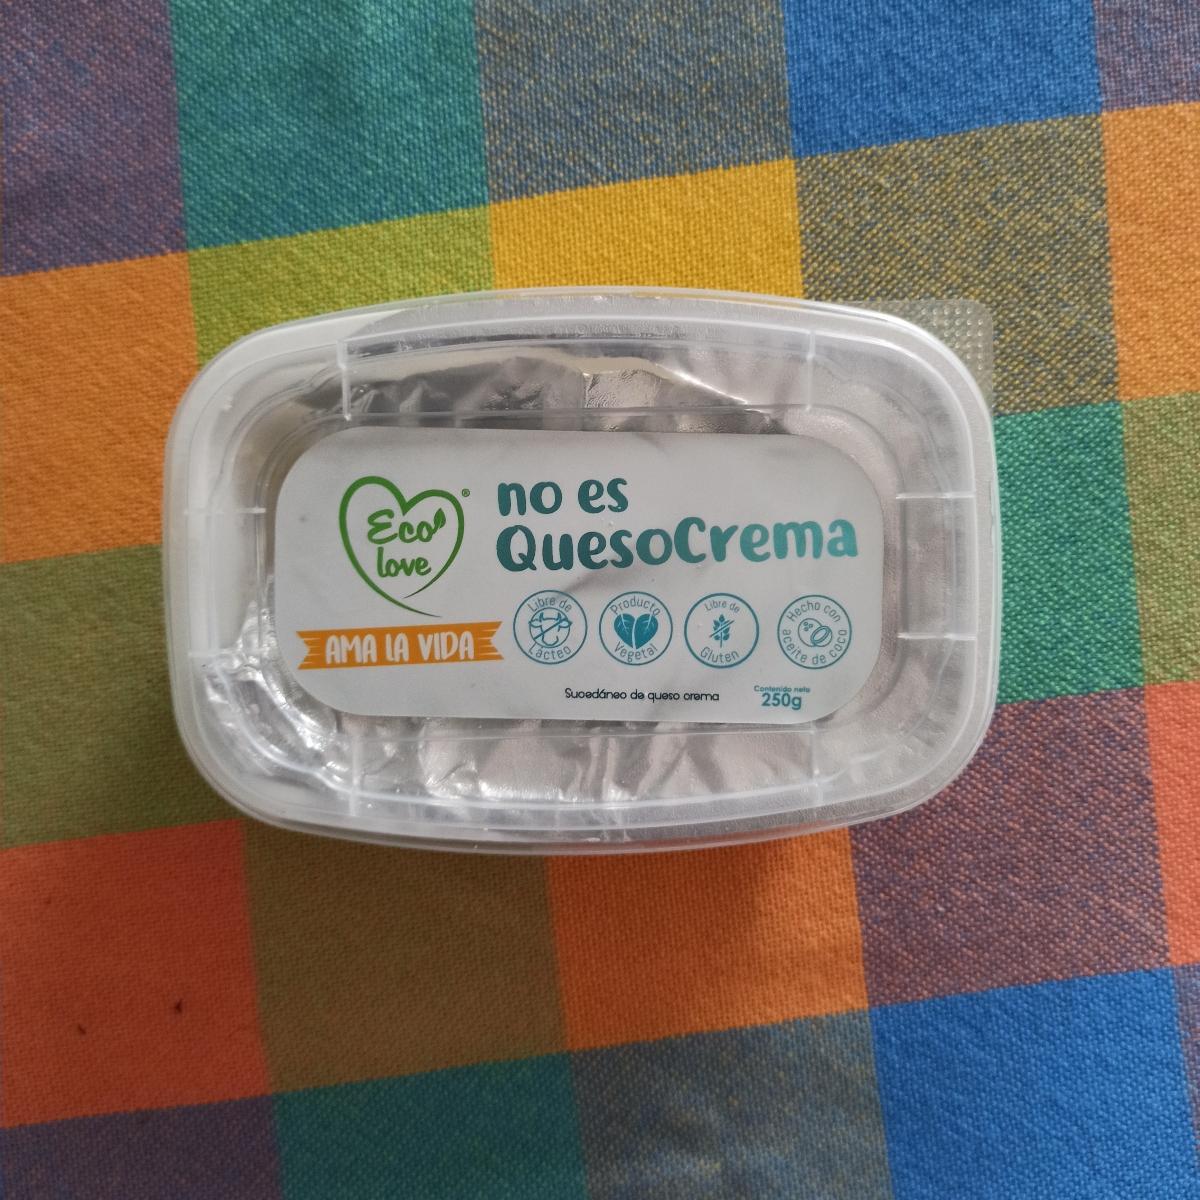 Eco
love
®
no es
QuesoCrema
AMA LA VIDA
Libre de
Lácteo
Producto
Vegetal
Libre de
Gluten
Hecho con
aceite de coco
Sucedáneo de queso crema
Contenido neto
250g